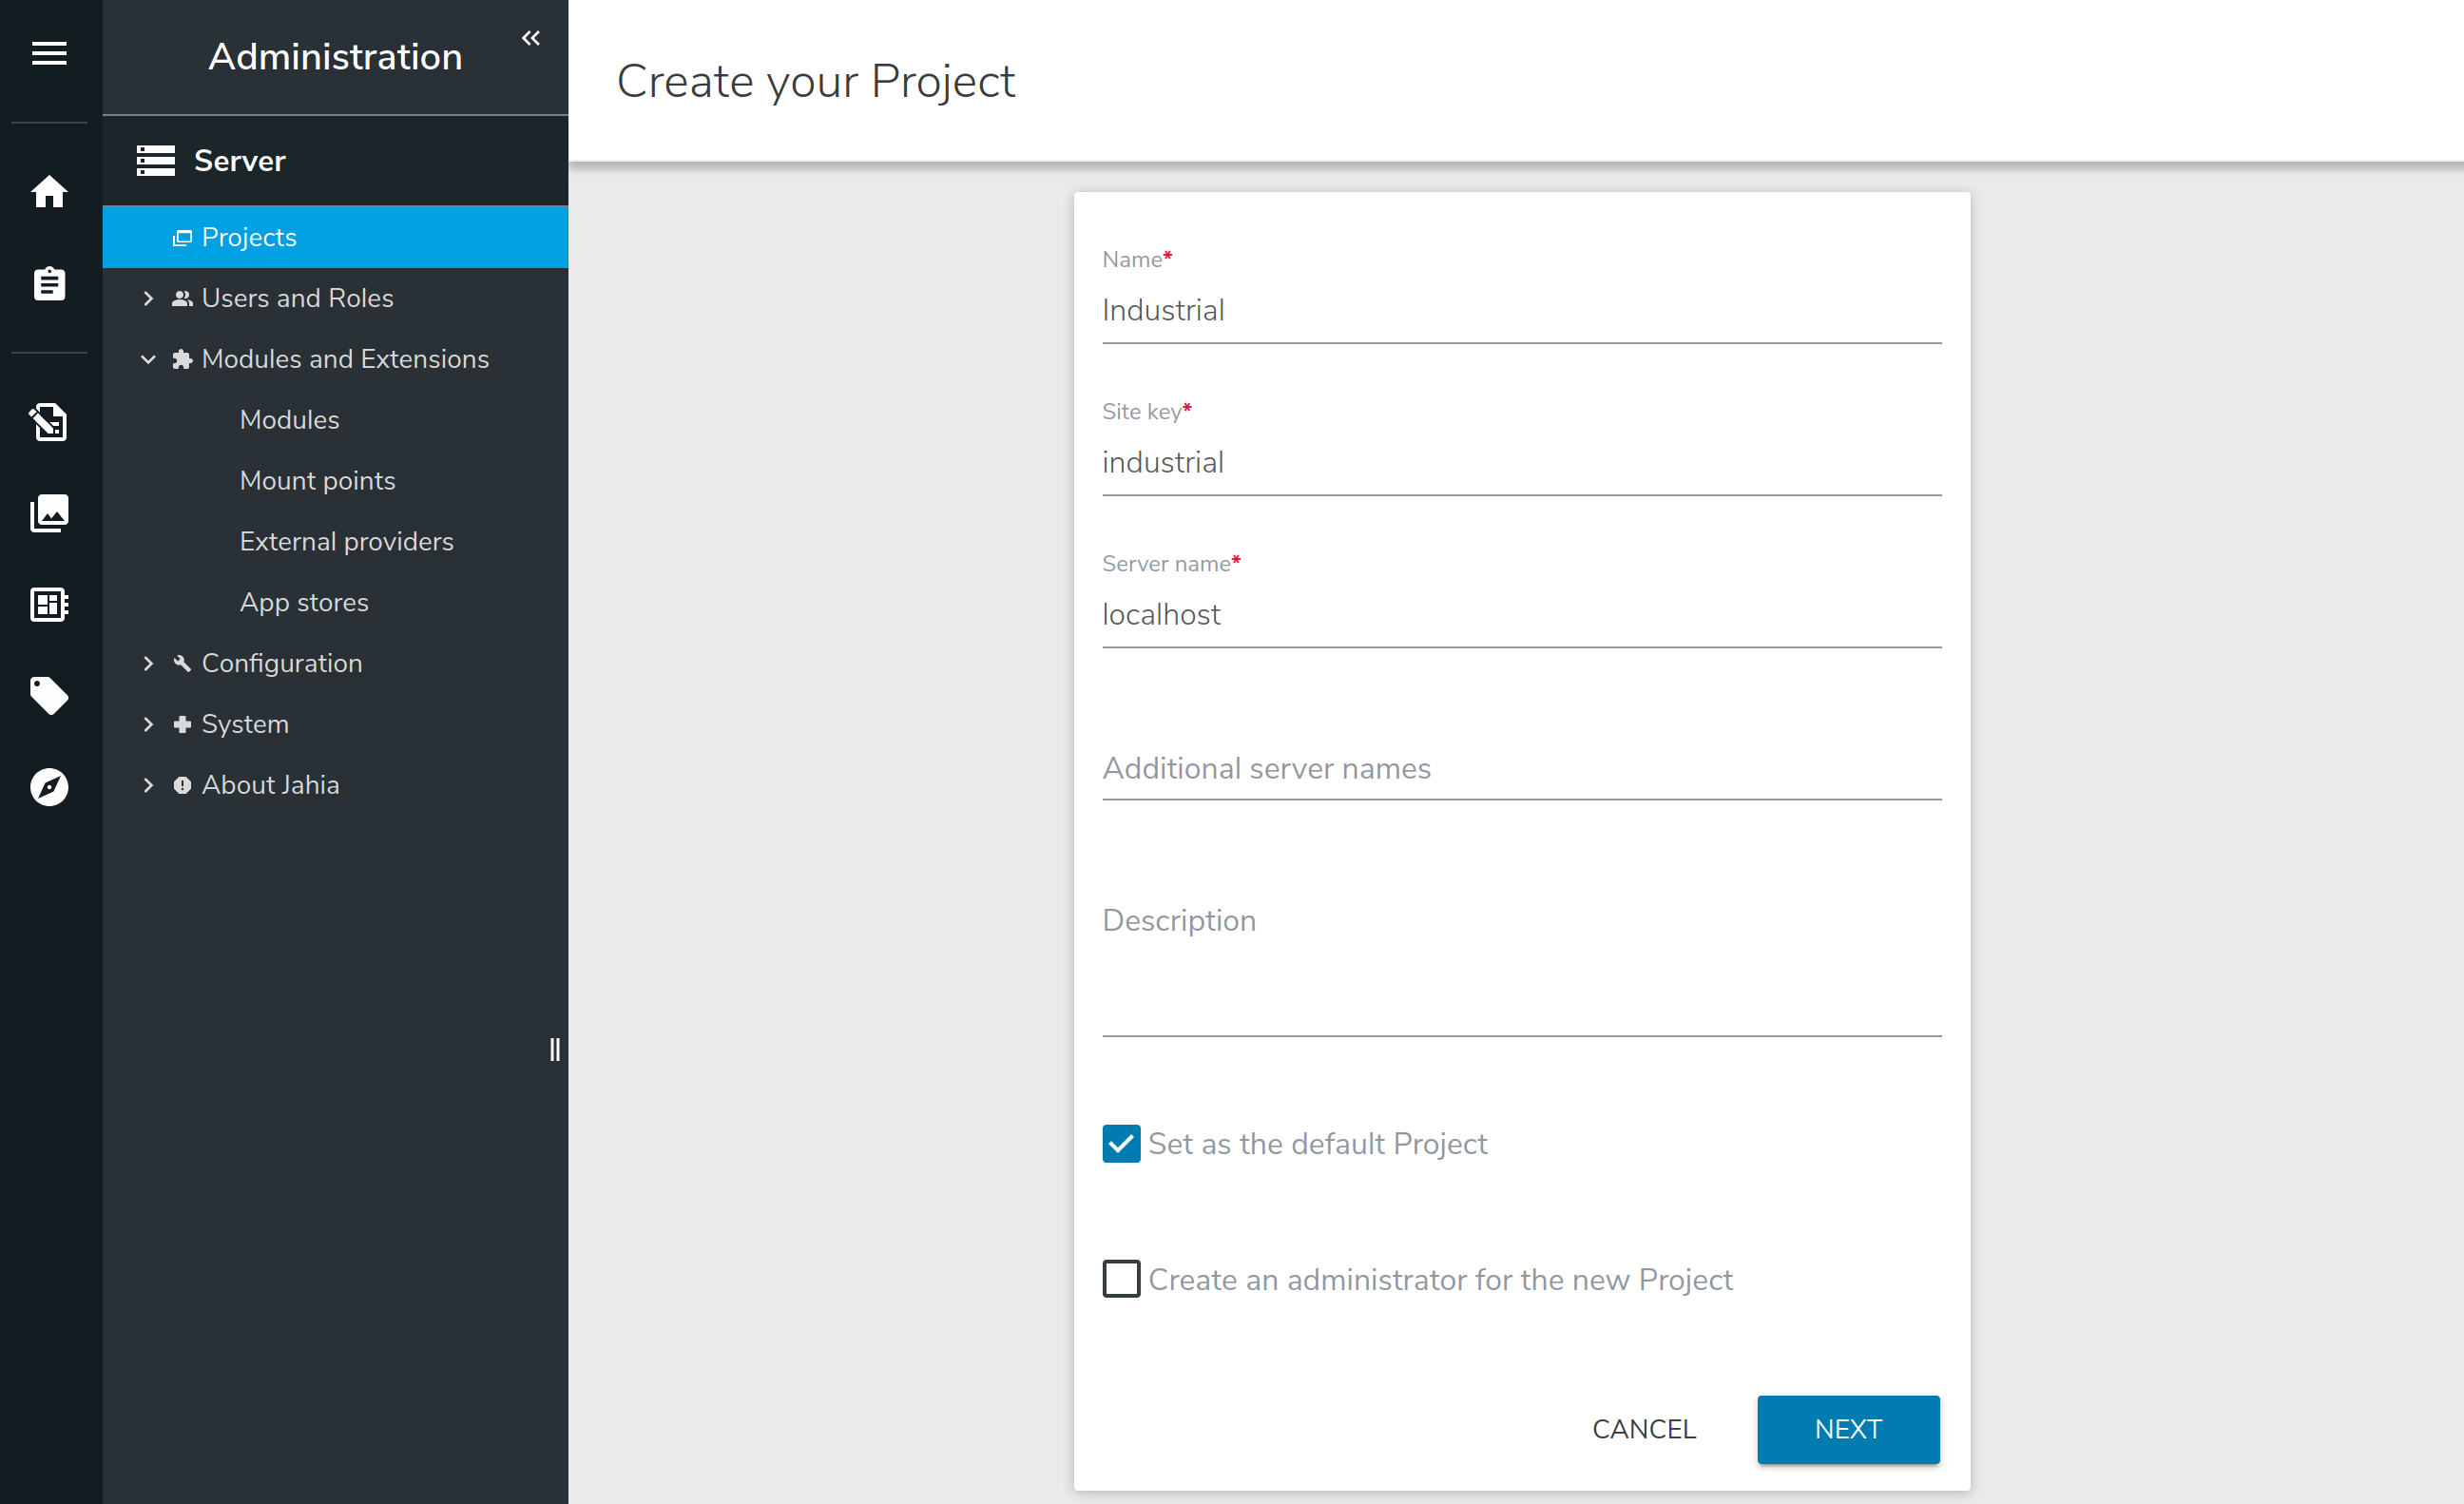 Administration
Server
Projects
Users and Roles
Modules and Extensions
Modules
Mount points
External providers
App stores
Configuration
System
About Jahia
Create your Project
Name*
Industrial
Site key*
industrial
Server name*
localhost
Additional server names
Description
Set as the default Project
Create an administrator for the new Project
CANCEL
NEXT